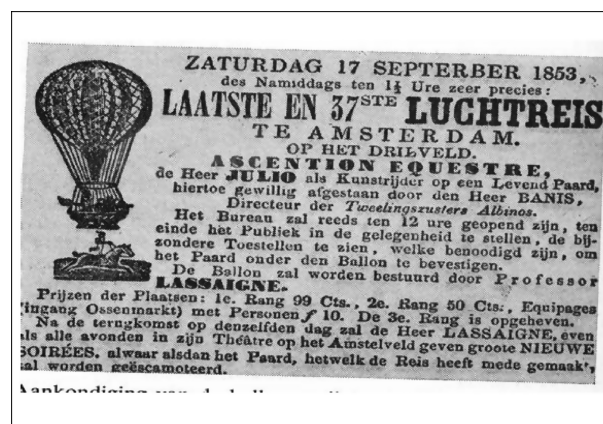 ZATURDAG 17 SEPTERBER 1853,
des Namiddags ten 1½ Ure zeer precies:
LAATSTE EN 37STE LUCHTREIS
TE AMSTERDAM.
OP HET DRILVELD.
ASCENTION EQUESTRE,
de Heer JULIO als Kunstrijder op een Levend Paard,
hiertoe gewillig afgestaan door den Heer BANIS,
Directeur der Tweelingszusters Albinos.
Het Bureau zal reeds ten 12 ure geopend zijn, ten
einde het Publiek in de gelegenheid te stellen, de bij-
zondere Toestellen te zien, welke benoodigd zijn, om
het Paard onder den Ballon te bevestigen.
De Ballon zal worden bestuurd door Professor
LASSAIGNE.
Prijzen der Plaatsen: 1e. Rang 99 Cts., 2e. Rang 50 Cts., Equipages
(ingang Ossenmarkt) met Personen ƒ 10. De 3e. Rang is opgeheven.
Na de terugkomst op denzelfden dag zal de Heer LASSAIGNE, even
als alle avonden in zijn Théâtre op het Amstelveld geven groote NIEUWE
SOIRÉES, alwaar alsdan het Paard, hetwelk de Reis heeft mede gemaakt,
zal worden geëscamoteerd.
Aankondiging van de